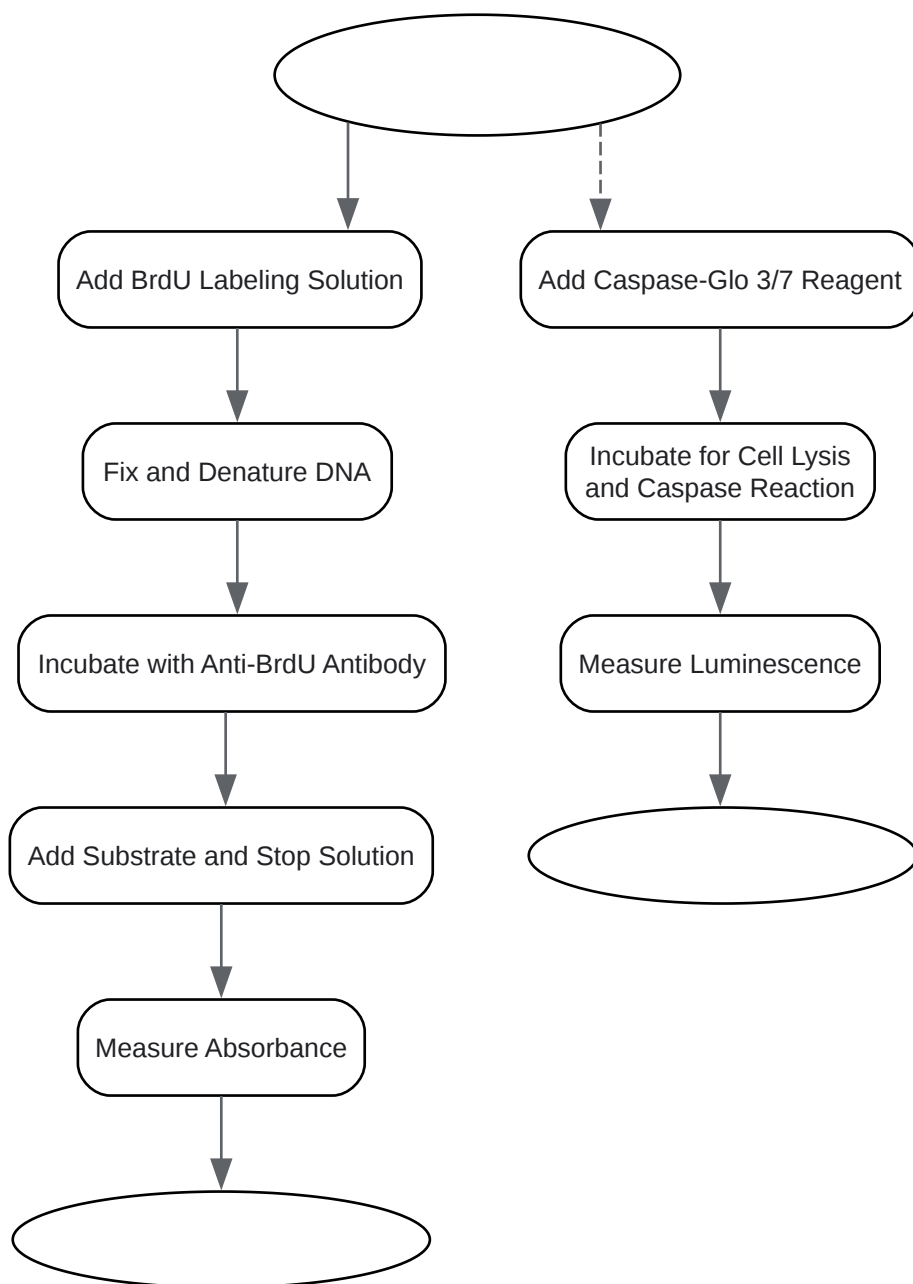 Add BrdU Labeling Solution
Fix and Denature DNA
Incubate with Anti-BrdU Antibody
Add Substrate and Stop Solution
Measure Absorbance
Add Caspase-Glo 3/7 Reagent
Incubate for Cell Lysis
and Caspase Reaction
Measure Luminescence